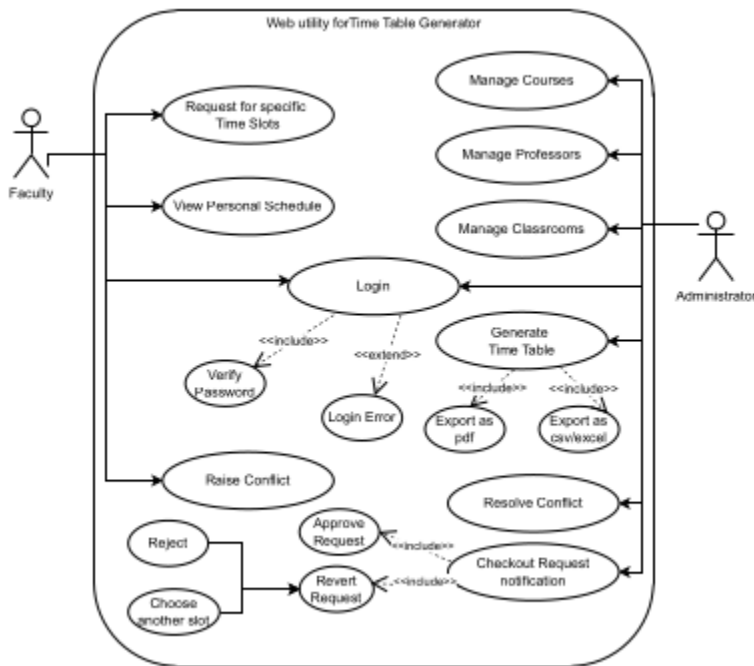 Web utility forTime Table Generator
Manage Courses
Request for specific
Time Slots
Manage Professors
Faculty
View Personal Schedule
Manage Classrooms
Login
Administrator
Generate
Time Table
<<include>>
<<extend>>
Verify
Password
<<include>>
<<include>>
Login Error
Export as
pdf
Export as
csv/excel
Raise Conflict
Resolve Conflict
Approve
Request
Reject
<<include>>
Checkout Request
notification
Revert
Request
<<include>>
Choose
another slot